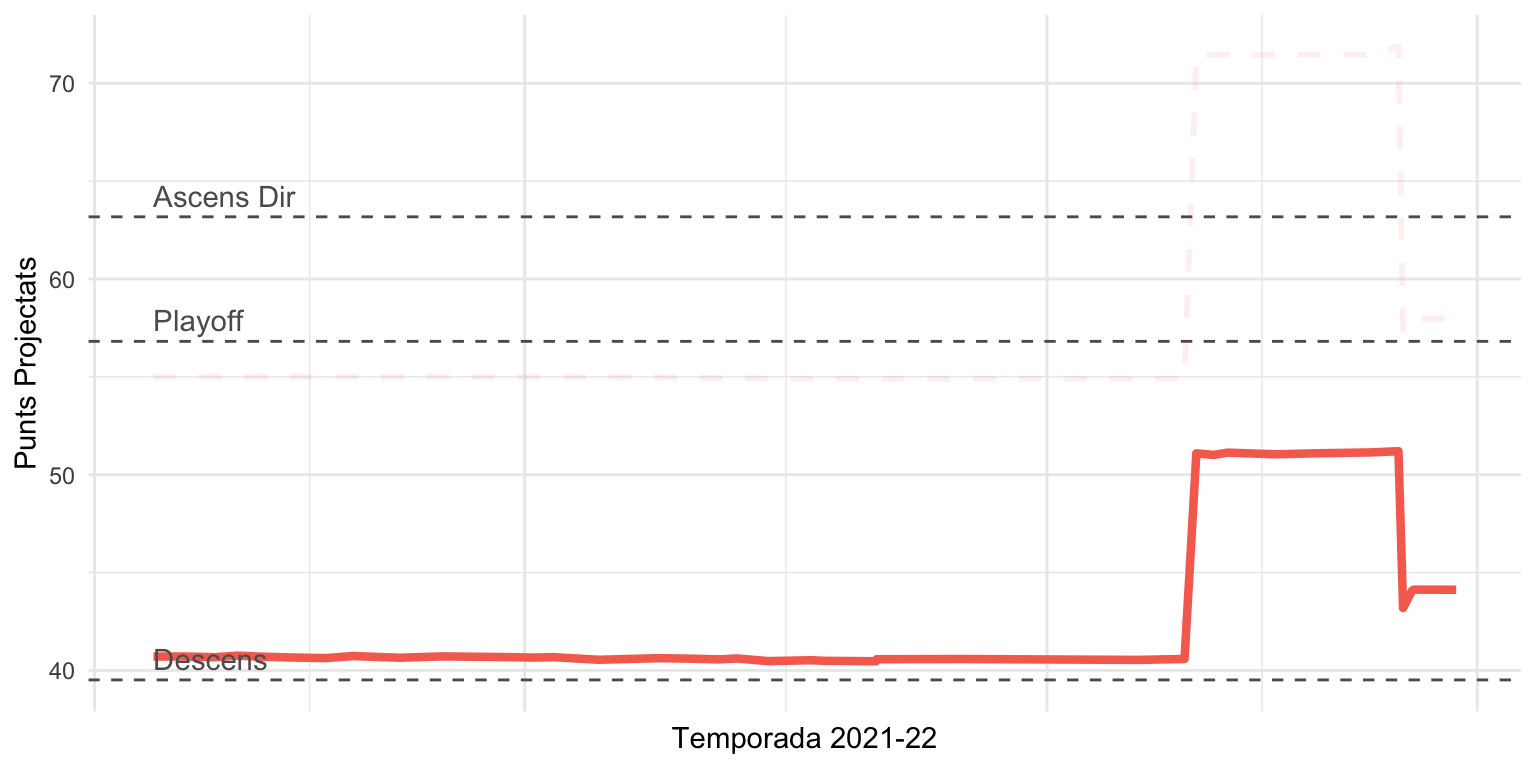 70
60
50
40
Punts Projectats
Ascens Dir
Playoff
Descens
Temporada 2021-22